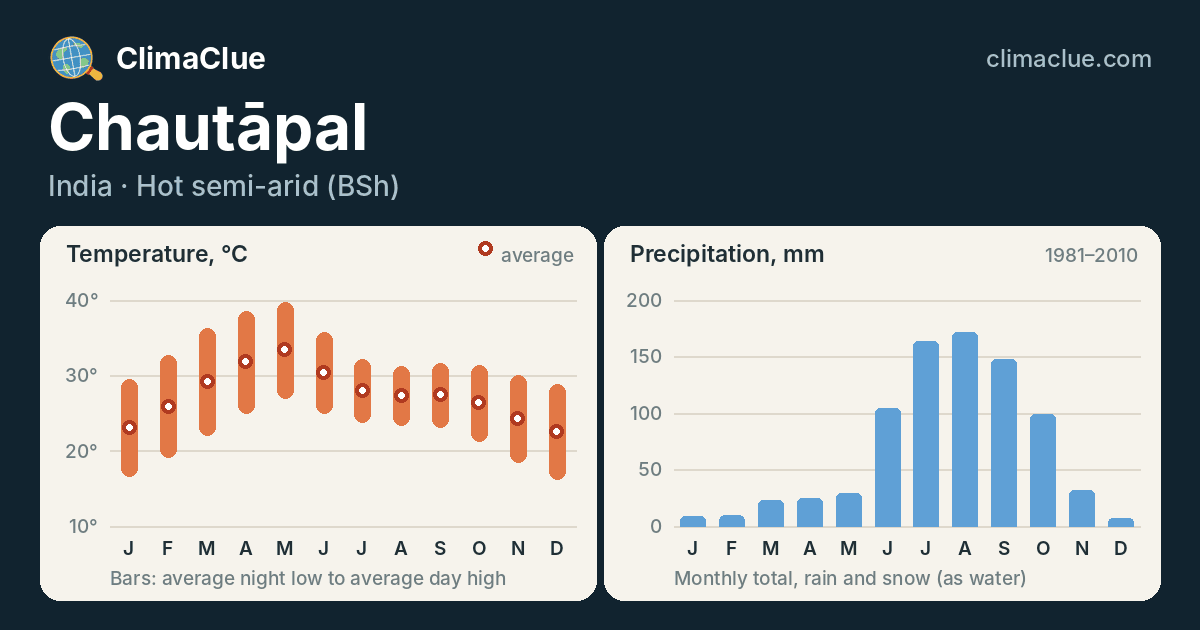 ClimaClue
climaclue.com
Chautāpal
India · Hot semi-arid (BSh)
Temperature, °C
average
40°
30°
20°
10°
J F M A M J J A S O N D
Bars: average night low to average day high
Precipitation, mm
1981–2010
200
150
100
50
0
J F M A M J J A S O N D
Monthly total, rain and snow (as water)